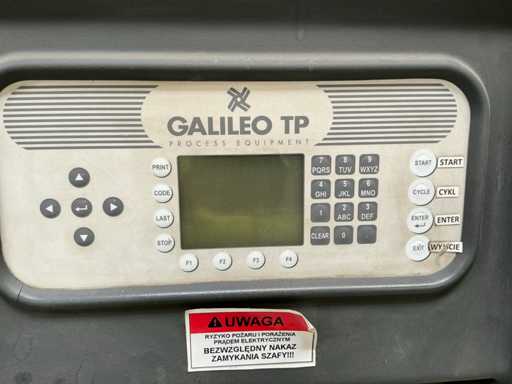 GALILEO TP
PROCESS EQUIPMENT
PRINT
CODE
LAST
STOP
F1 F2 F3 F4
7 PQRS 8 TUV 9 WXYZ
4 GHI 5 JKL 6 MNO
1 2 ABC 3 DEF
CLEAR 0 .
START START
CYCLE CYKL
ENTER ENTER
EXIT WYJŚCIE
UWAGA
RYZYKO POŻARU I PORAŻENIA
PRĄDEM ELEKTRYCZNYM
BEZWZGLĘDNY NAKAZ
ZAMYKANIA SZAFY!!!